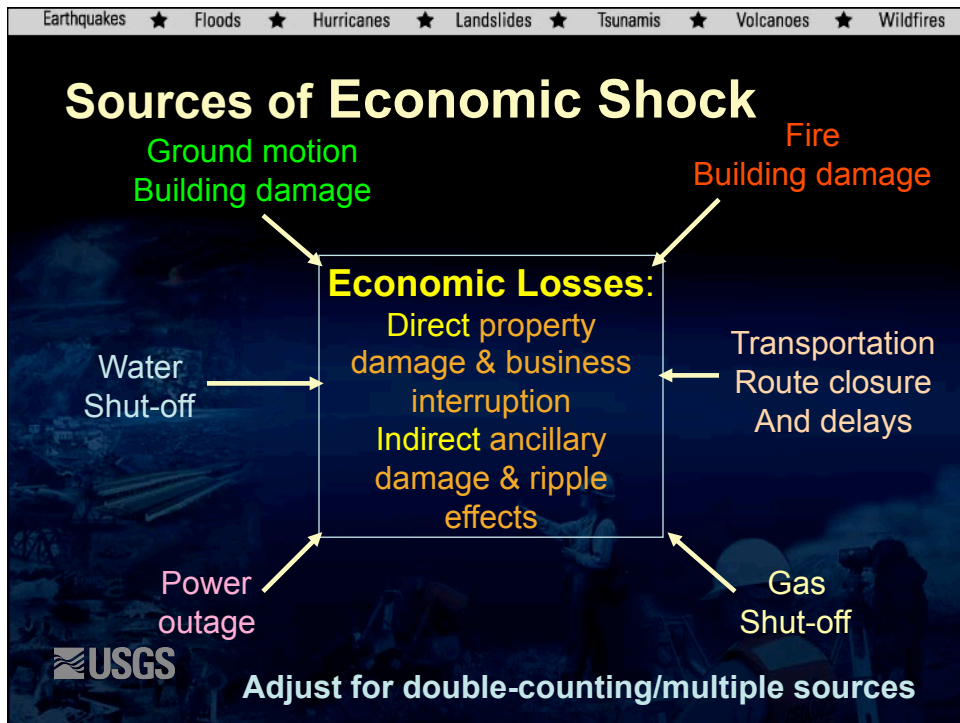 Earthquakes ★ Floods ★ Hurricanes ★ Landslides ★ Tsunamis ★ Volcanoes ★ Wildfires
Sources of Economic Shock
Ground motion
Building damage
Fire
Building damage
Economic Losses:
Direct property
damage & business
interruption
Indirect ancillary
damage & ripple
effects
Water
Shut-off
Transportation
Route closure
And delays
Power
outage
Gas
Shut-off
USGS
Adjust for double-counting/multiple sources